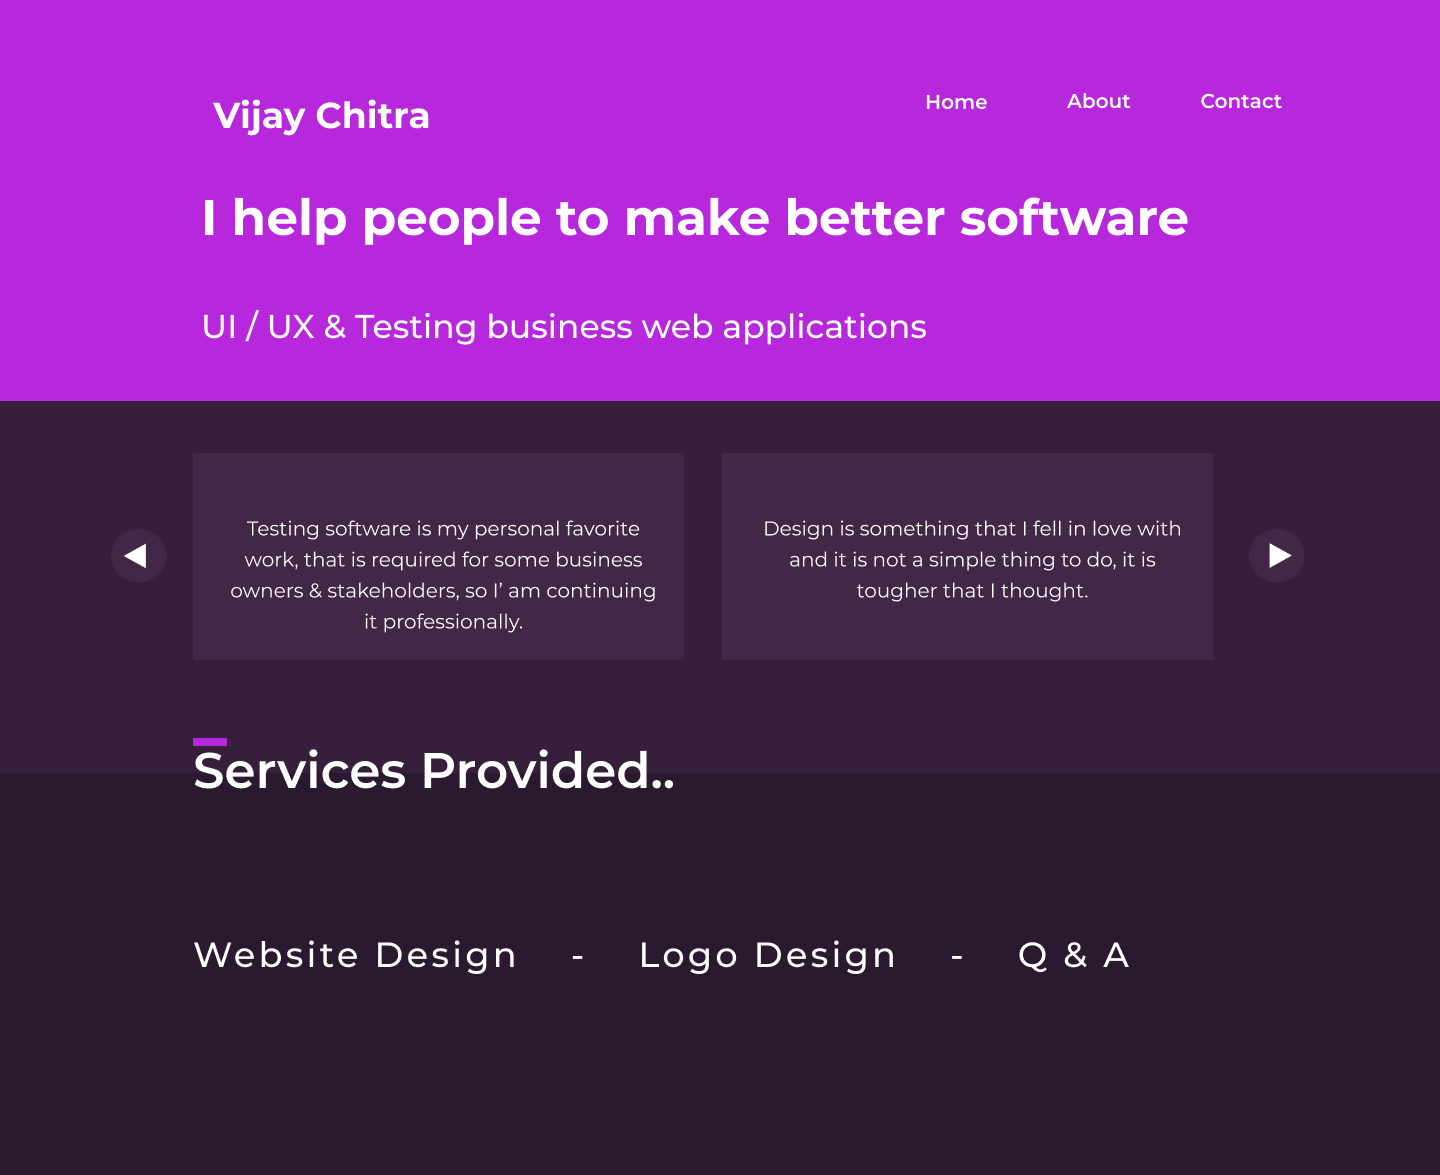 Vijay Chitra
Home
About
Contact
I help people to make better software
UI / UX & Testing business web applications
Testing software is my personal favorite
work, that is required for some business
owners & stakeholders, so I’ am continuing
it professionally.
Design is something that I fell in love with
and it is not a simple thing to do, it is
tougher that I thought.
Services Provided..
Website Design - Logo Design - Q & A